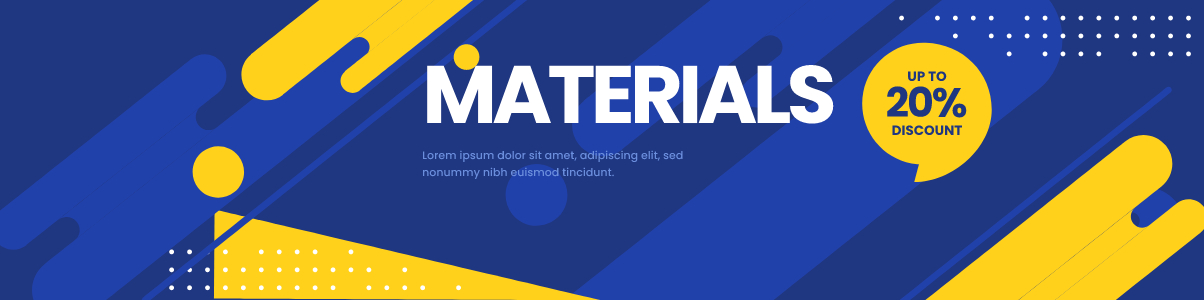 MATERIALS
Lorem ipsum dolor sit amet, adipiscing elit, sed
nonummy nibh euismod tincidunt.
UP TO
20%
DISCOUNT